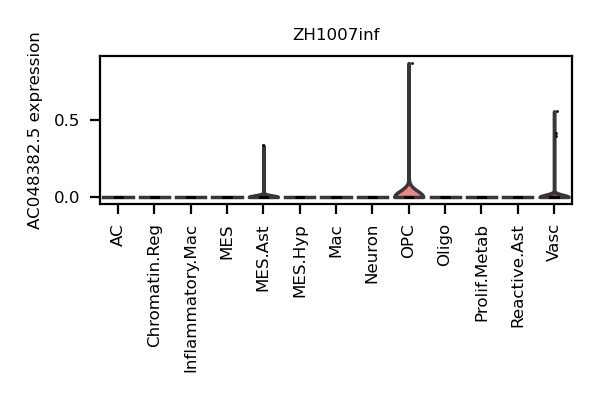 ZH1007inf
AC048382.5 expression
0.5
0.0
AC
Chromatin.Reg
Inflammatory.Mac
MES
MES.Ast
MES.Hyp
Mac
Neuron
OPC
Oligo
Prolif.Metab
Reactive.Ast
Vasc